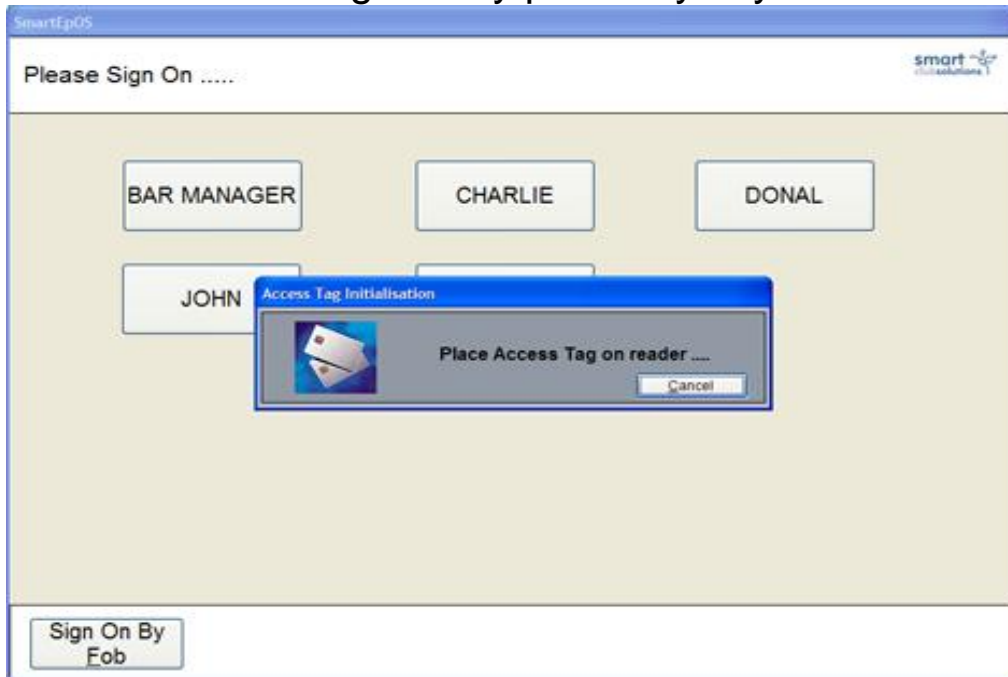 SmartEpOS
Please Sign On .....
smart
clubsolutions
BAR MANAGER
CHARLIE
DONAL
JOHN
Access Tag Initialisation
Place Access Tag on reader ....
Cancel
Sign On By
Fob